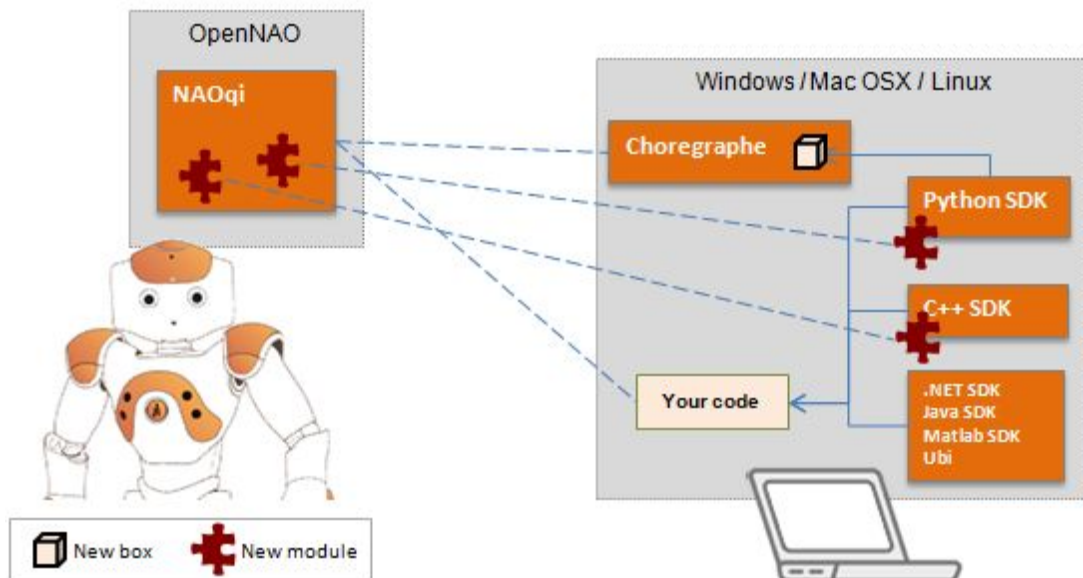 OpenNAO
NAOqi
Windows / Mac OSX / Linux
Choregraphe
Python SDK
C++ SDK
Your code
.NET SDK
Java SDK
Matlab SDK
Ubi
New box
New module